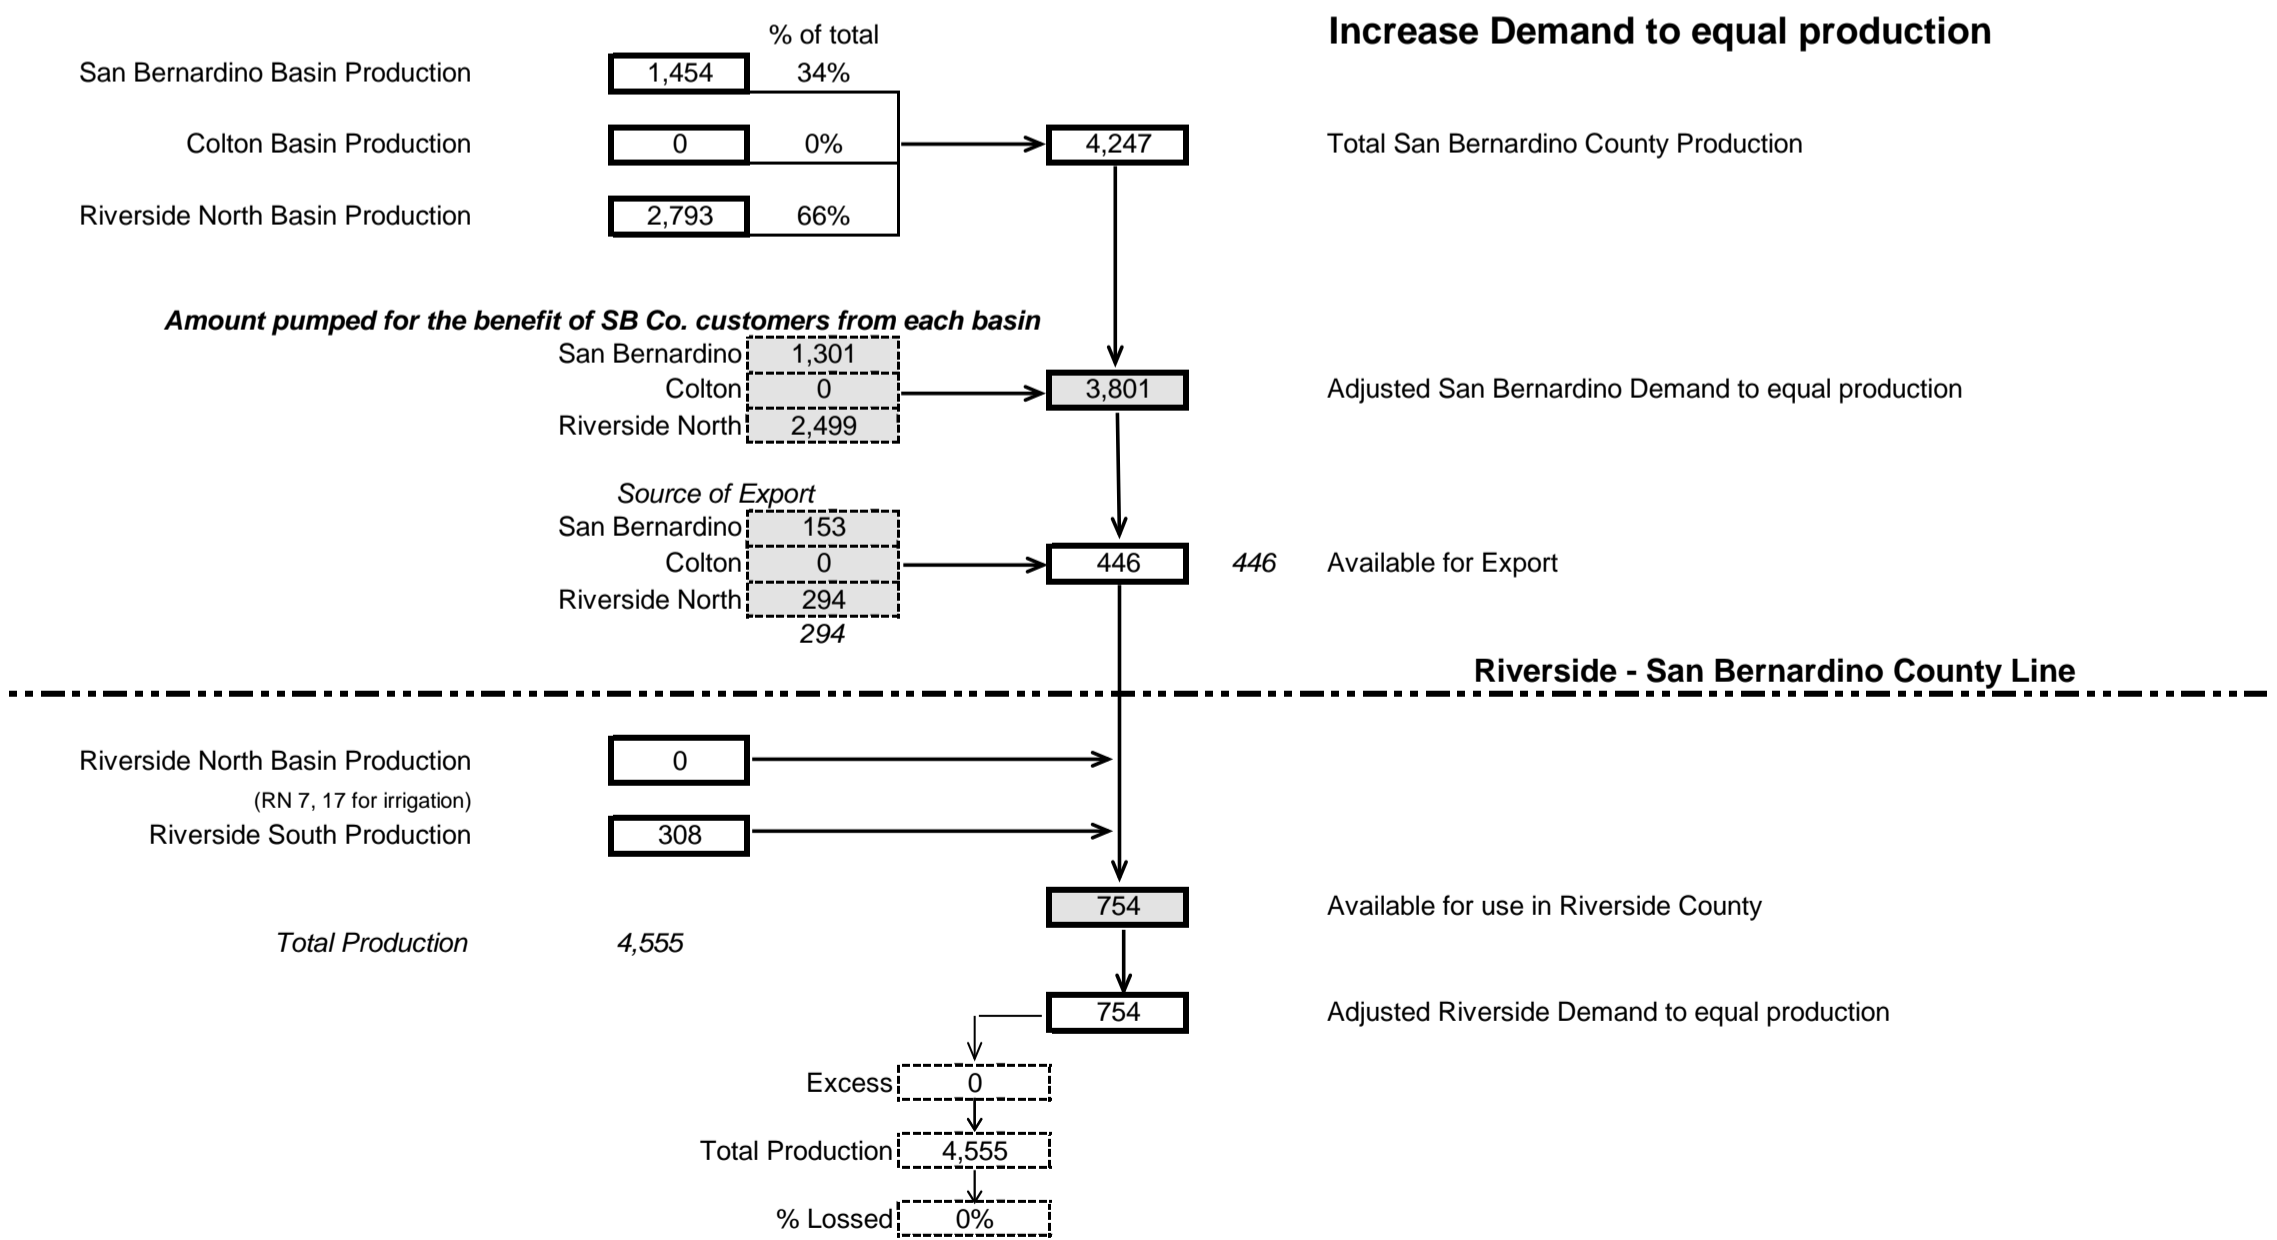 Increase Demand to equal production
% of total
San Bernardino Basin Production 1,454 34%
Colton Basin Production 0 0% 4,247 Total San Bernardino County Production
Riverside North Basin Production 2,793 66%
Amount pumped for the benefit of SB Co. customers from each basin
San Bernardino 1,301
Colton 0 3,801 Adjusted San Bernardino Demand to equal production
Riverside North 2,499
Source of Export
San Bernardino 153
Colton 0 446 446 Available for Export
Riverside North 294
294
Riverside - San Bernardino County Line
Riverside North Basin Production 0
(RN 7, 17 for irrigation)
Riverside South Production 308
754 Available for use in Riverside County
Total Production 4,555
754 Adjusted Riverside Demand to equal production
Excess 0
Total Production 4,555
% Lossed 0%